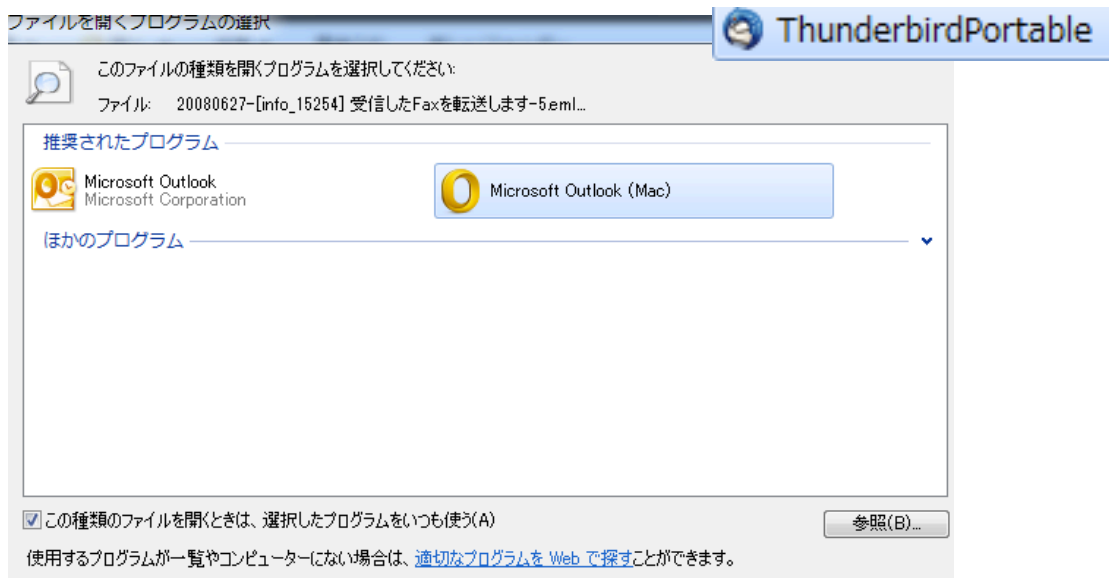 ファイルを開くプログラムの選択
ThunderbirdPortable
このファイルの種類を開くプログラムを選択してください:
ファイル: 20080627-[info_15254] 受信したFaxを転送します-5.eml...
推奨されたプログラム
Microsoft Outlook
Microsoft Corporation
Microsoft Outlook (Mac)
ほかのプログラム
この種類のファイルを開くときは、選択したプログラムをいつも使う(A)
参照(B)...
使用するプログラムが一覧やコンピューターにない場合は、適切なプログラムを Web で探すことができます。